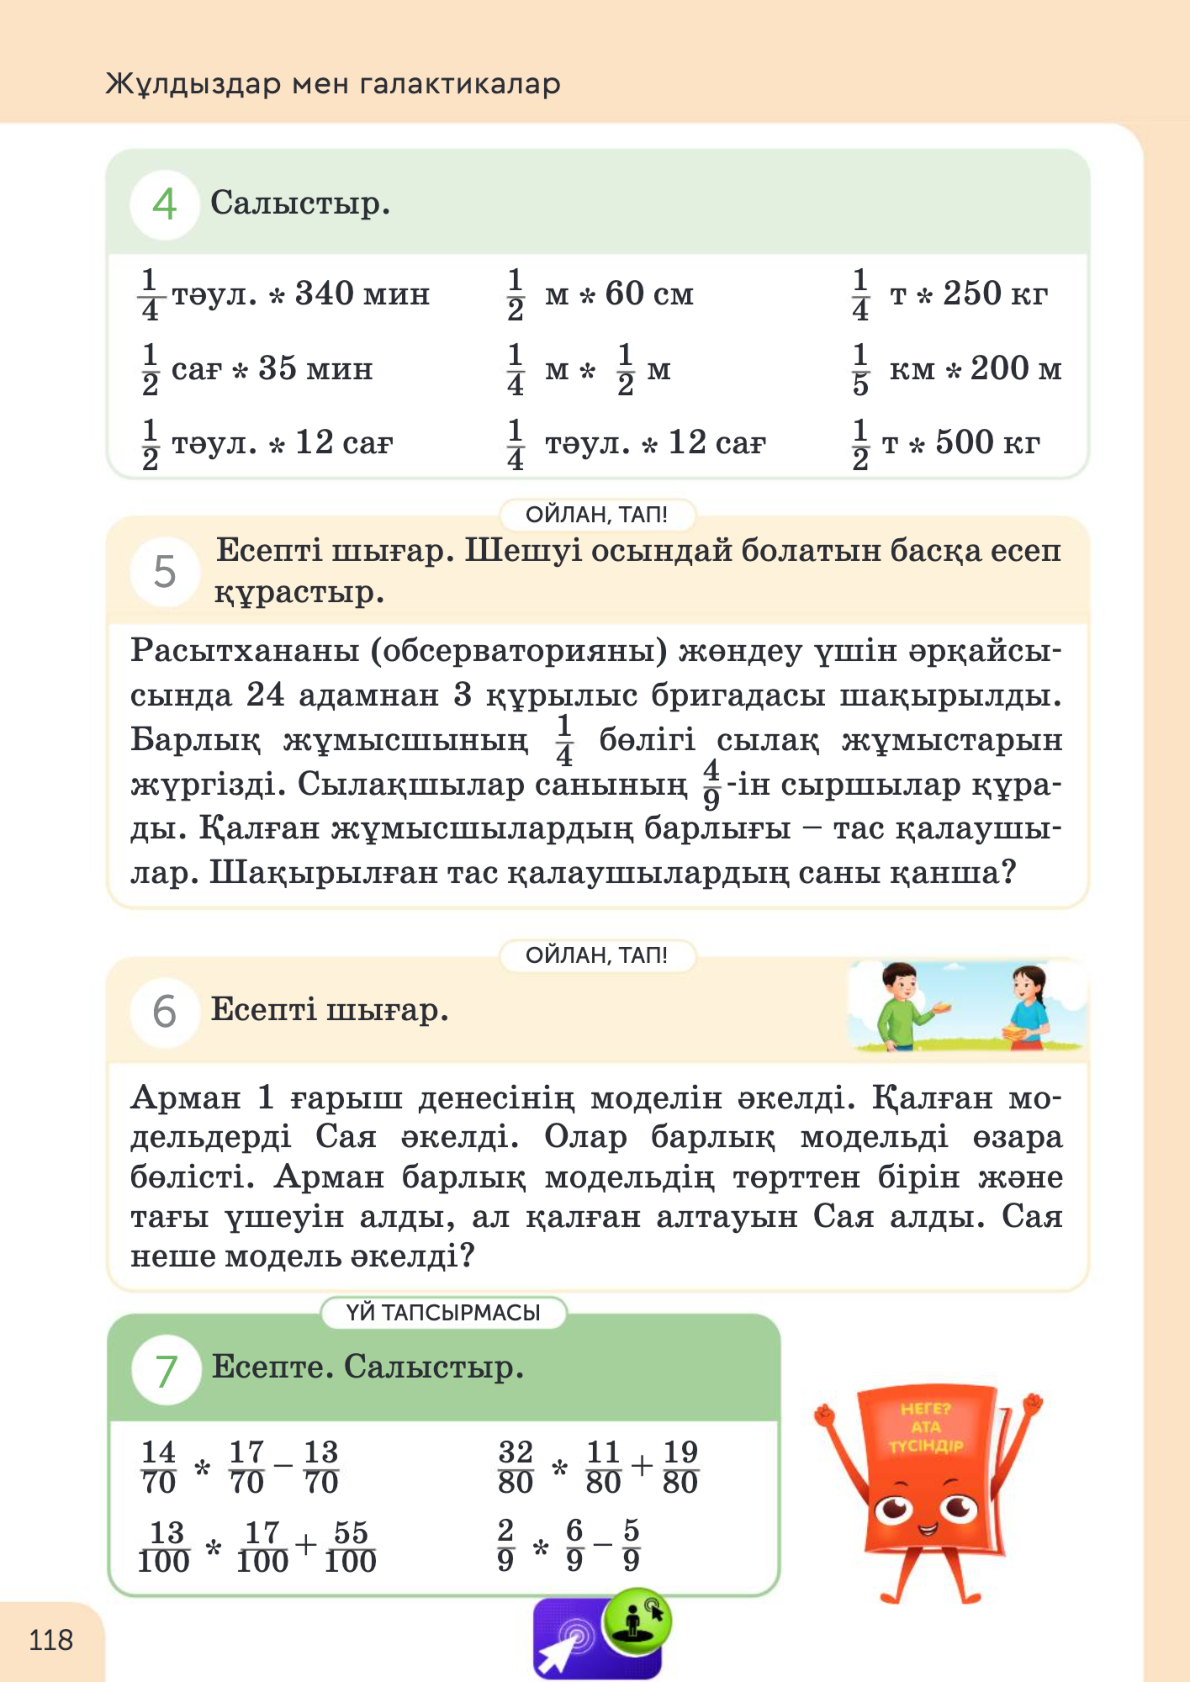 Жұлдыздар мен галактикалар
4 Салыстыр.
1/4 тәул. * 340 мин 1/2 м * 60 см 1/4 т * 250 кг
1/2 сағ * 35 мин 1/4 м * 1/2 м 1/5 км * 200 м
1/2 тәул. * 12 сағ 1/4 тәул. * 12 сағ 1/2 т * 500 кг
ОЙЛАН, ТАП!
5 Есепті шығар. Шешуі осындай болатын басқа есеп
құрастыр.
Расытхананы (обсерваторияны) жөндеу үшін әрқайсы-
сында 24 адамнан 3 құрылыс бригадасы шақырылды.
Барлық жұмысшының 1/4 бөлігі сылақ жұмыстарын
жүргізді. Сылақшылар санының 4/9-ін сыршылар құра-
ды. Қалған жұмысшылардың барлығы – тас қалаушы-
лар. Шақырылған тас қалаушылардың саны қанша?
ОЙЛАН, ТАП!
6 Есепті шығар.
Арман 1 ғарыш денесінің моделін әкелді. Қалған мо-
дельдерді Сая әкелді. Олар барлық модельді өзара
бөлісті. Арман барлық модельдің төрттен бірін және
тағы үшеуін алды, ал қалған алтауын Сая алды. Сая
неше модель әкелді?
ҮЙ ТАПСЫРМАСЫ
7 Есепте. Салыстыр.
14/70 * 17/70 – 13/70 32/80 * 11/80 + 19/80
13/100 * 17/100 + 55/100 2/9 * 6/9 – 5/9
НЕГЕ?
АТА
ТҮСІНДІР
118